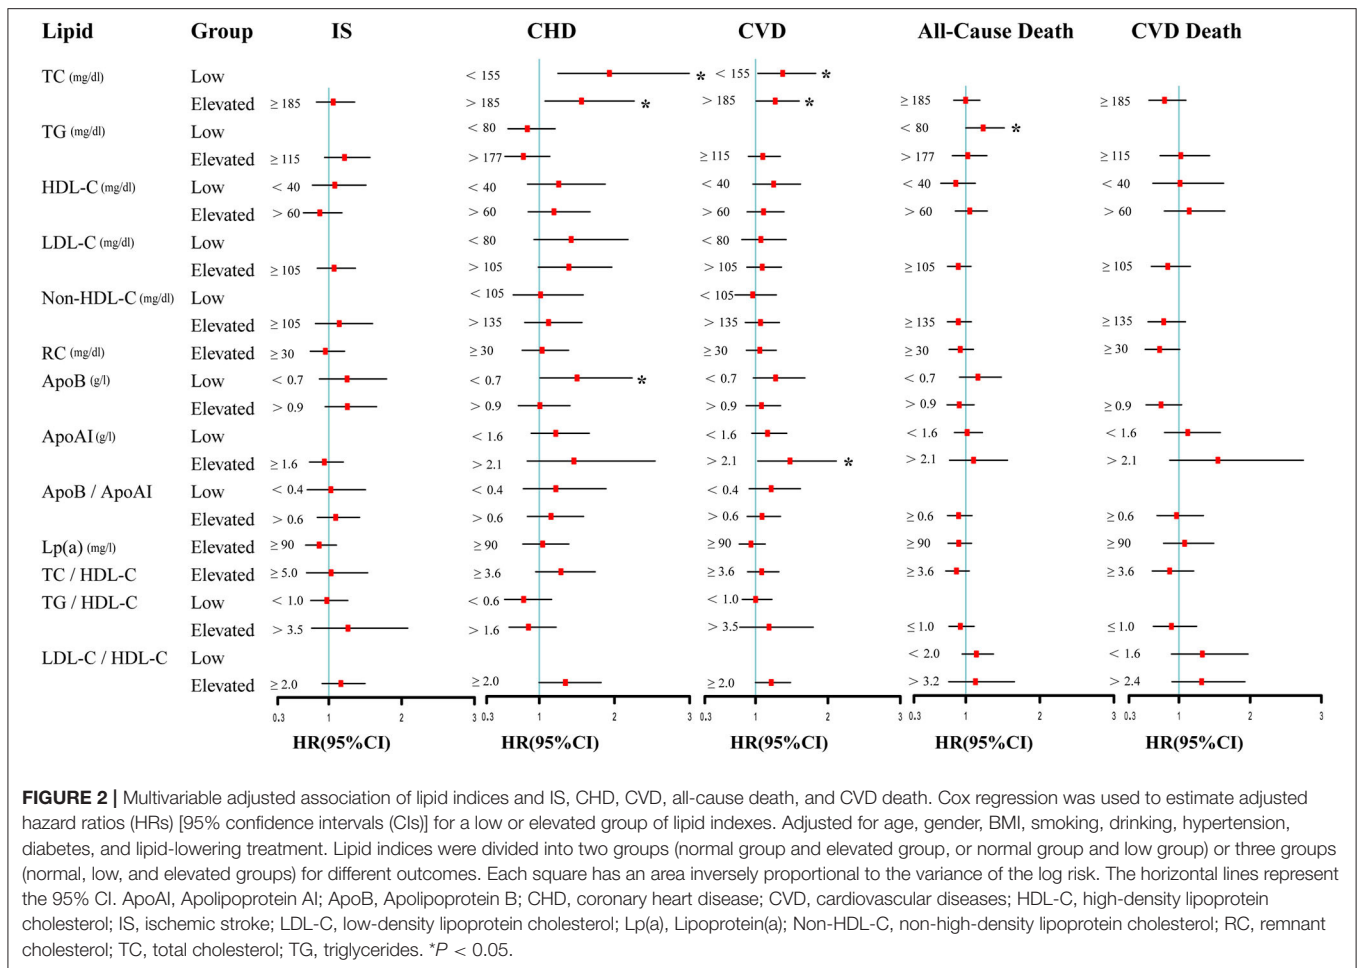 Lipid Group IS CHD CVD All-Cause Death CVD Death
TC (mg/dl) Low < 155 * < 155 *
Elevated ≥ 185 > 185 * > 185 * ≥ 185 ≥ 185
TG (mg/dl) Low < 80 < 80 *
Elevated ≥ 115 > 177 ≥ 115 > 177 ≥ 115
HDL-C (mg/dl) Low < 40 < 40 < 40 < 40 < 40
Elevated > 60 > 60 > 60 > 60 > 60
LDL-C (mg/dl) Low < 80 < 80
Elevated ≥ 105 > 105 > 105 ≥ 105 ≥ 105
Non-HDL-C (mg/dl) Low < 105 < 105
Elevated ≥ 105 > 135 > 135 ≥ 135 ≥ 135
RC (mg/dl) Elevated ≥ 30 ≥ 30 ≥ 30 ≥ 30 ≥ 30
ApoB (g/l) Low < 0.7 < 0.7 * < 0.7 < 0.7
Elevated > 0.9 > 0.9 > 0.9 > 0.9 ≥ 0.9
ApoAI (g/l) Low < 1.6 < 1.6 < 1.6 < 1.6
Elevated ≥ 1.6 > 2.1 > 2.1 * > 2.1 > 2.1
ApoB / ApoAI Low < 0.4 < 0.4 < 0.4
Elevated > 0.6 > 0.6 > 0.6 ≥ 0.6 ≥ 0.6
Lp(a) (mg/l) Elevated ≥ 90 ≥ 90 ≥ 90 ≥ 90 ≥ 90
TC / HDL-C Elevated ≥ 5.0 ≥ 3.6 ≥ 3.6 ≥ 3.6 ≥ 3.6
TG / HDL-C Low < 1.0 < 0.6 < 1.0
Elevated > 3.5 > 1.6 > 3.5 ≤ 1.0 ≤ 1.0
LDL-C / HDL-C Low < 2.0 < 1.6
Elevated ≥ 2.0 ≥ 2.0 ≥ 2.0 > 3.2 > 2.4
0.3 1 2 3 0.3 1 2 3 0.3 1 2 3 0.3 1 2 3 0.3 1 2 3
HR(95%CI) HR(95%CI) HR(95%CI) HR(95%CI) HR(95%CI)
FIGURE 2 | Multivariable adjusted association of lipid indices and IS, CHD, CVD, all-cause death, and CVD death. Cox regression was used to estimate adjusted
hazard ratios (HRs) [95% confidence intervals (CIs)] for a low or elevated group of lipid indexes. Adjusted for age, gender, BMI, smoking, drinking, hypertension,
diabetes, and lipid-lowering treatment. Lipid indices were divided into two groups (normal group and elevated group, or normal group and low group) or three groups
(normal, low, and elevated groups) for different outcomes. Each square has an area inversely proportional to the variance of the log risk. The horizontal lines represent
the 95% CI. ApoAI, Apolipoprotein AI; ApoB, Apolipoprotein B; CHD, coronary heart disease; CVD, cardiovascular diseases; HDL-C, high-density lipoprotein
cholesterol; IS, ischemic stroke; LDL-C, low-density lipoprotein cholesterol; Lp(a), Lipoprotein(a); Non-HDL-C, non-high-density lipoprotein cholesterol; RC, remnant
cholesterol; TC, total cholesterol; TG, triglycerides. *P < 0.05.